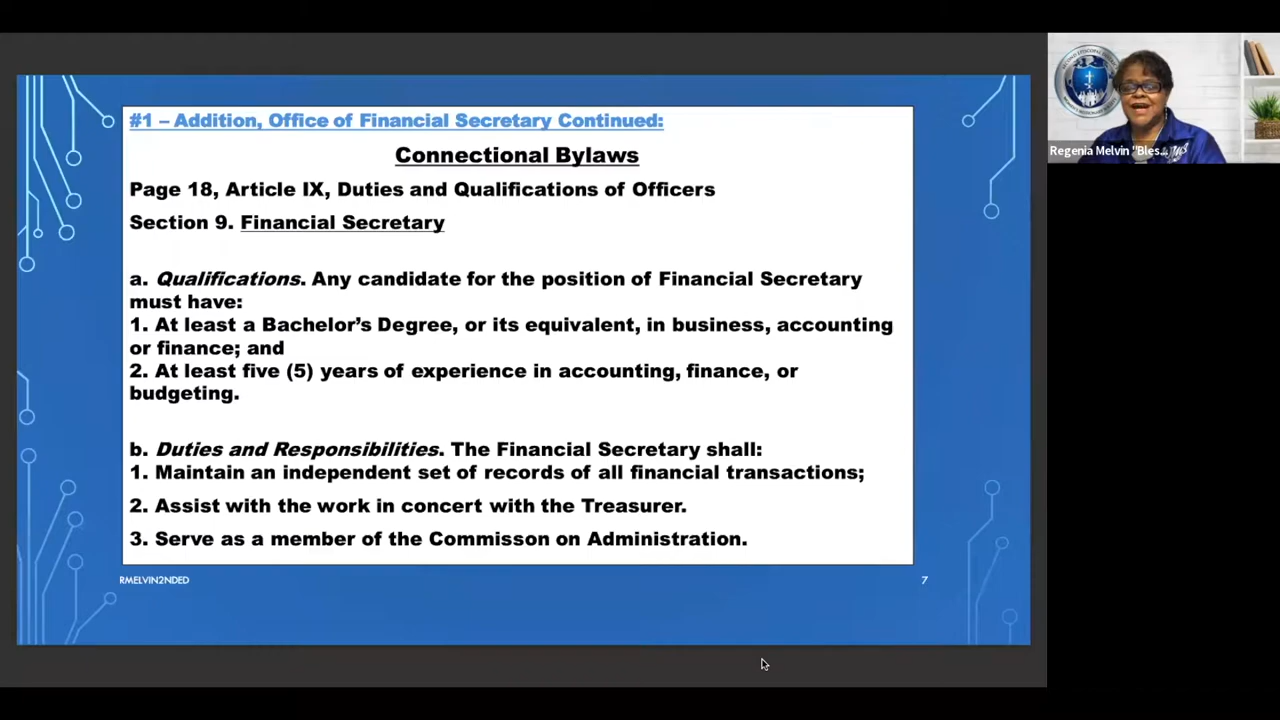 #1 – Addition, Office of Financial Secretary Continued:
Connectional Bylaws
Page 18, Article IX, Duties and Qualifications of Officers
Section 9. Financial Secretary
a. Qualifications. Any candidate for the position of Financial Secretary
must have:
1. At least a Bachelor's Degree, or its equivalent, in business, accounting
or finance; and
2. At least five (5) years of experience in accounting, finance, or
budgeting.
b. Duties and Responsibilities. The Financial Secretary shall:
1. Maintain an independent set of records of all financial transactions;
2. Assist with the work in concert with the Treasurer.
3. Serve as a member of the Commisson on Administration.
RMELVIN2NDED
7
Regenia Melvin "Bles...